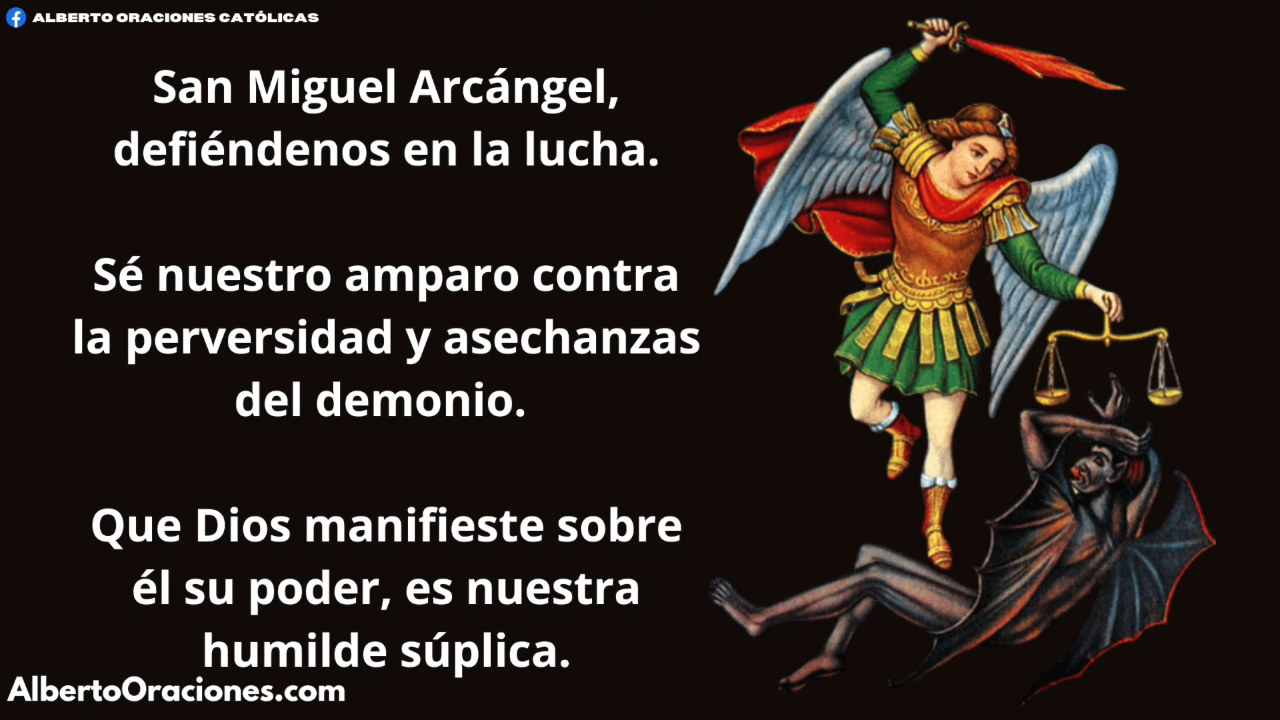 ALBERTO ORACIONES CATÓLICAS
San Miguel Arcángel,
defiéndenos en la lucha.
Sé nuestro amparo contra
la perversidad y asechanzas
del demonio.
Que Dios manifieste sobre
él su poder, es nuestra
humilde súplica.
AlbertoOraciones.com